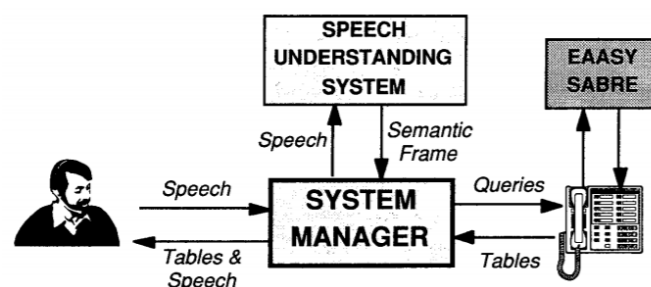 SPEECH
UNDERSTANDING
SYSTEM
EAASY
SABRE
Speech
Semantic
Frame
Speech
SYSTEM
MANAGER
Queries
Tables &
Speech
Tables